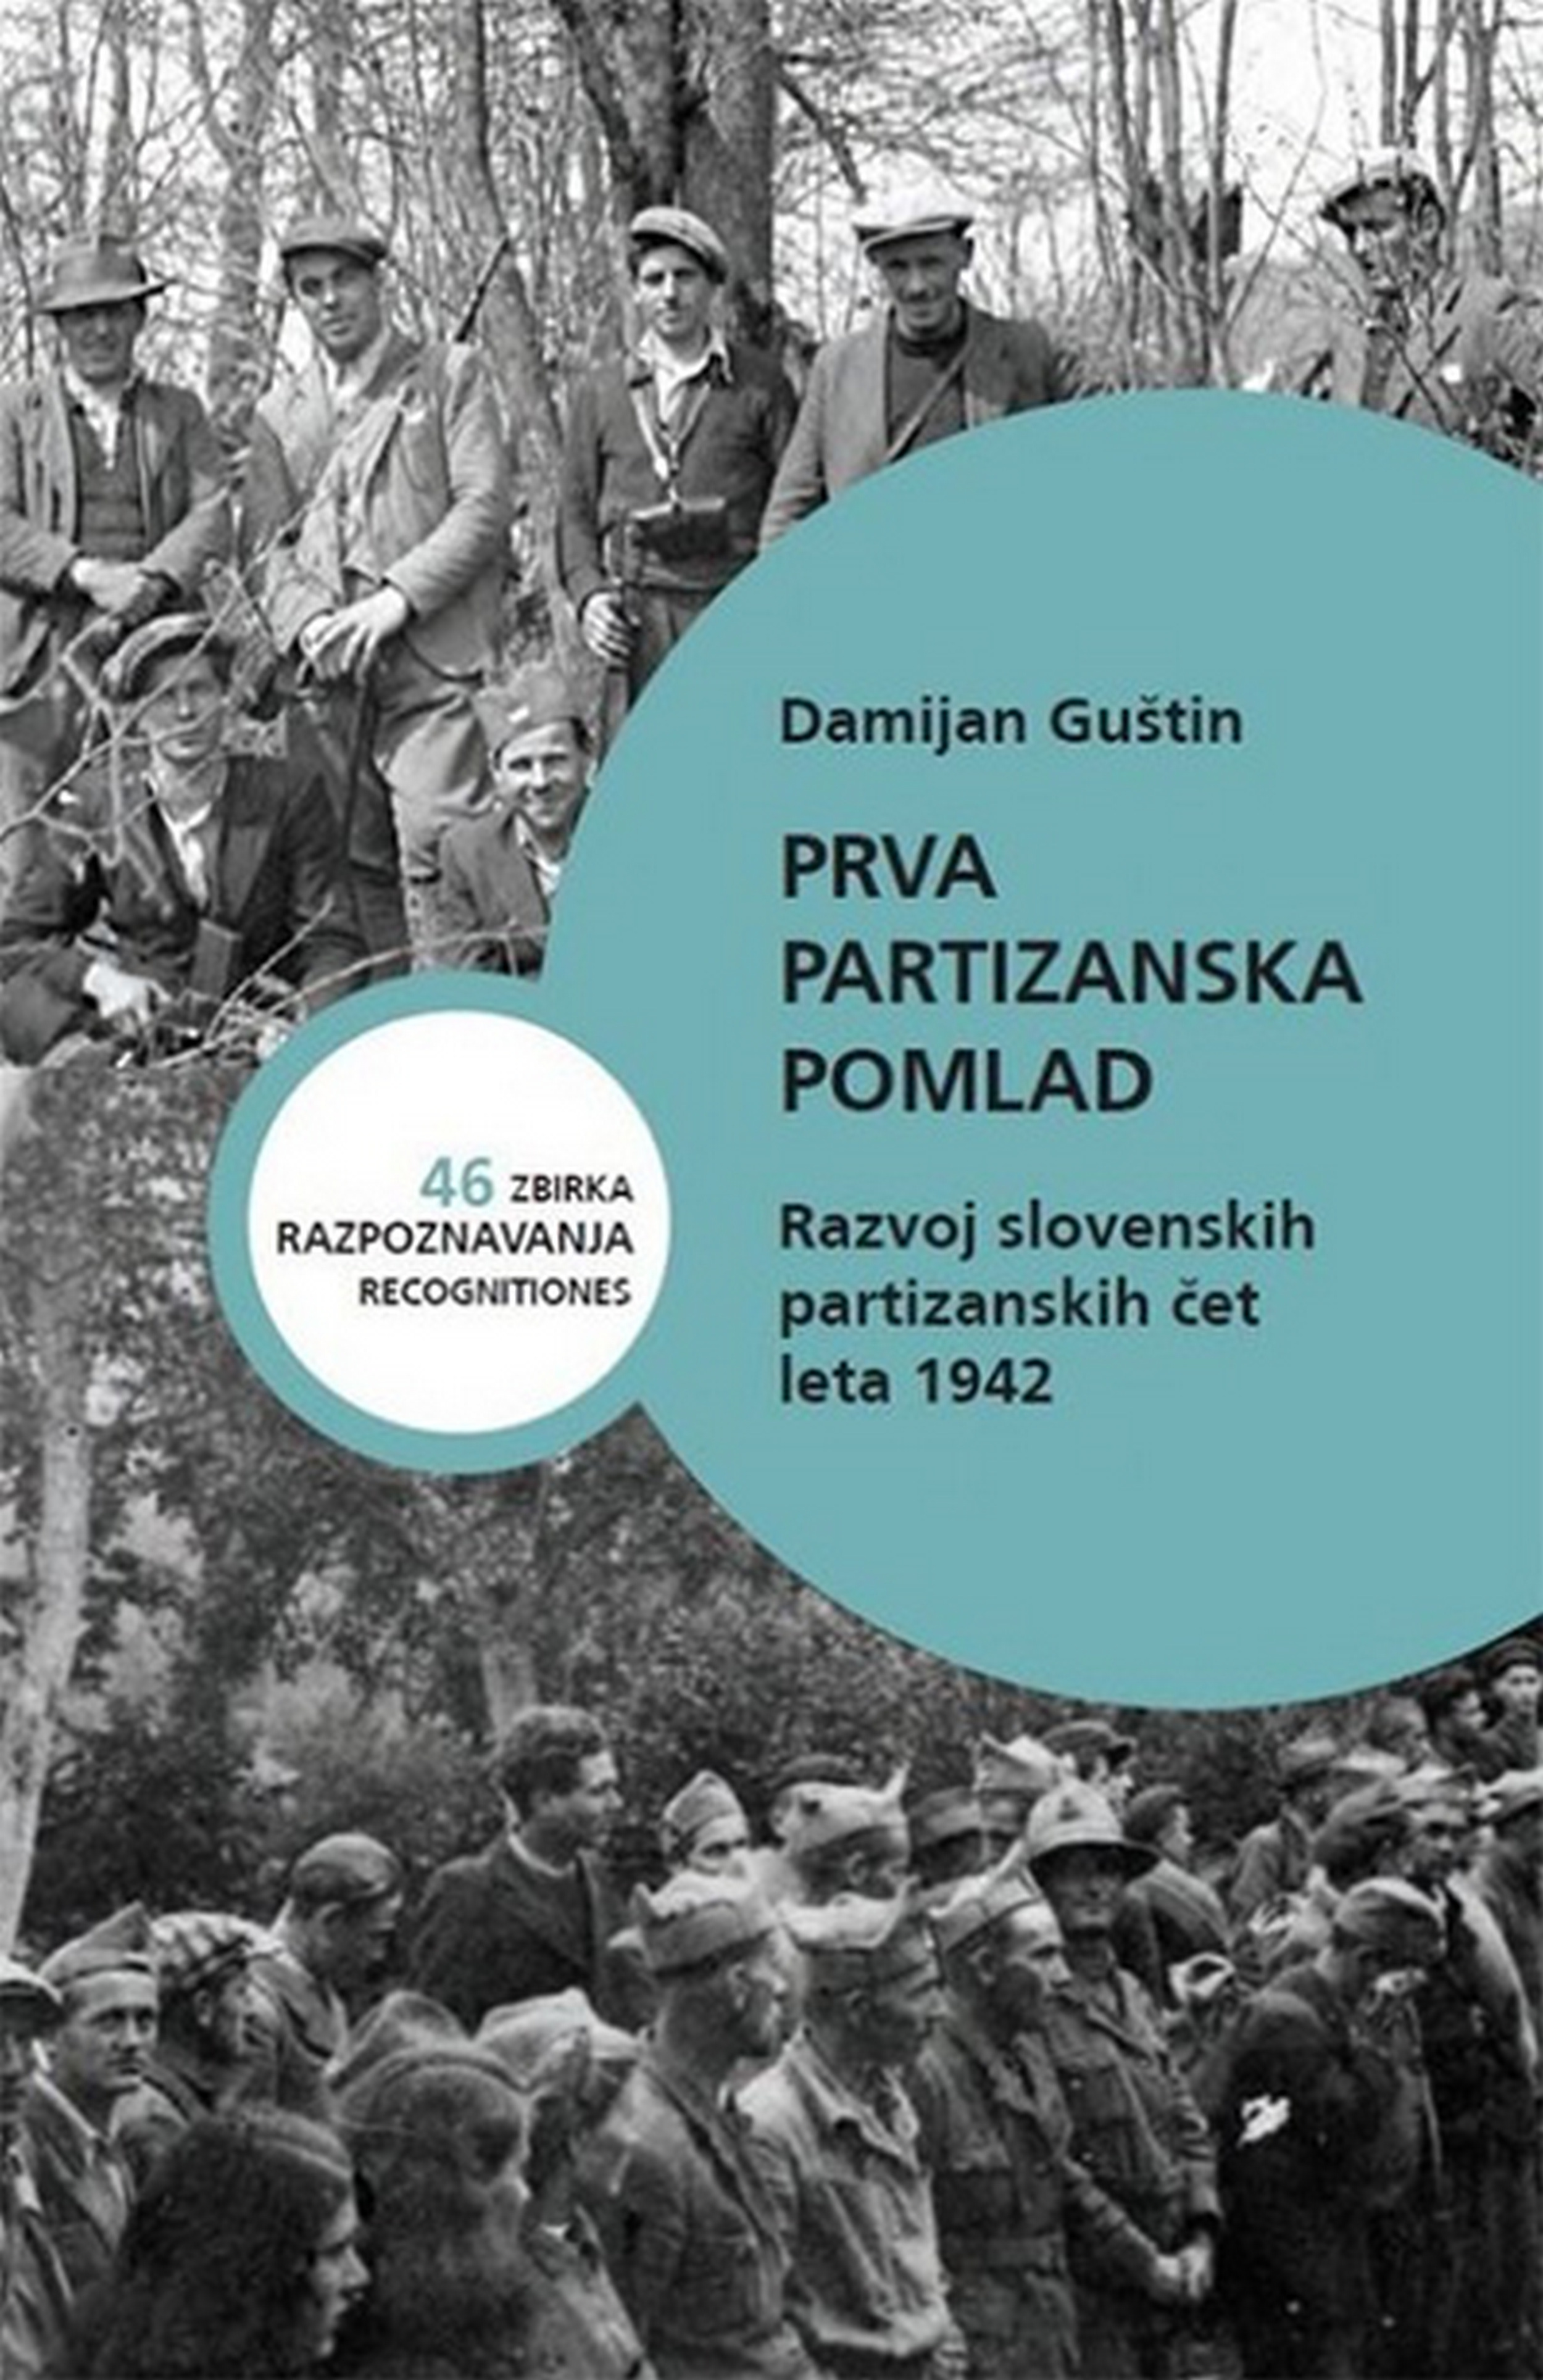 Damijan Guštin
PRVA
PARTIZANSKA
POMLAD
46 ZBIRKA
RAZPOZNAVANJA
RECOGNITIONES
Razvoj slovenskih
partizanskih čet
leta 1942